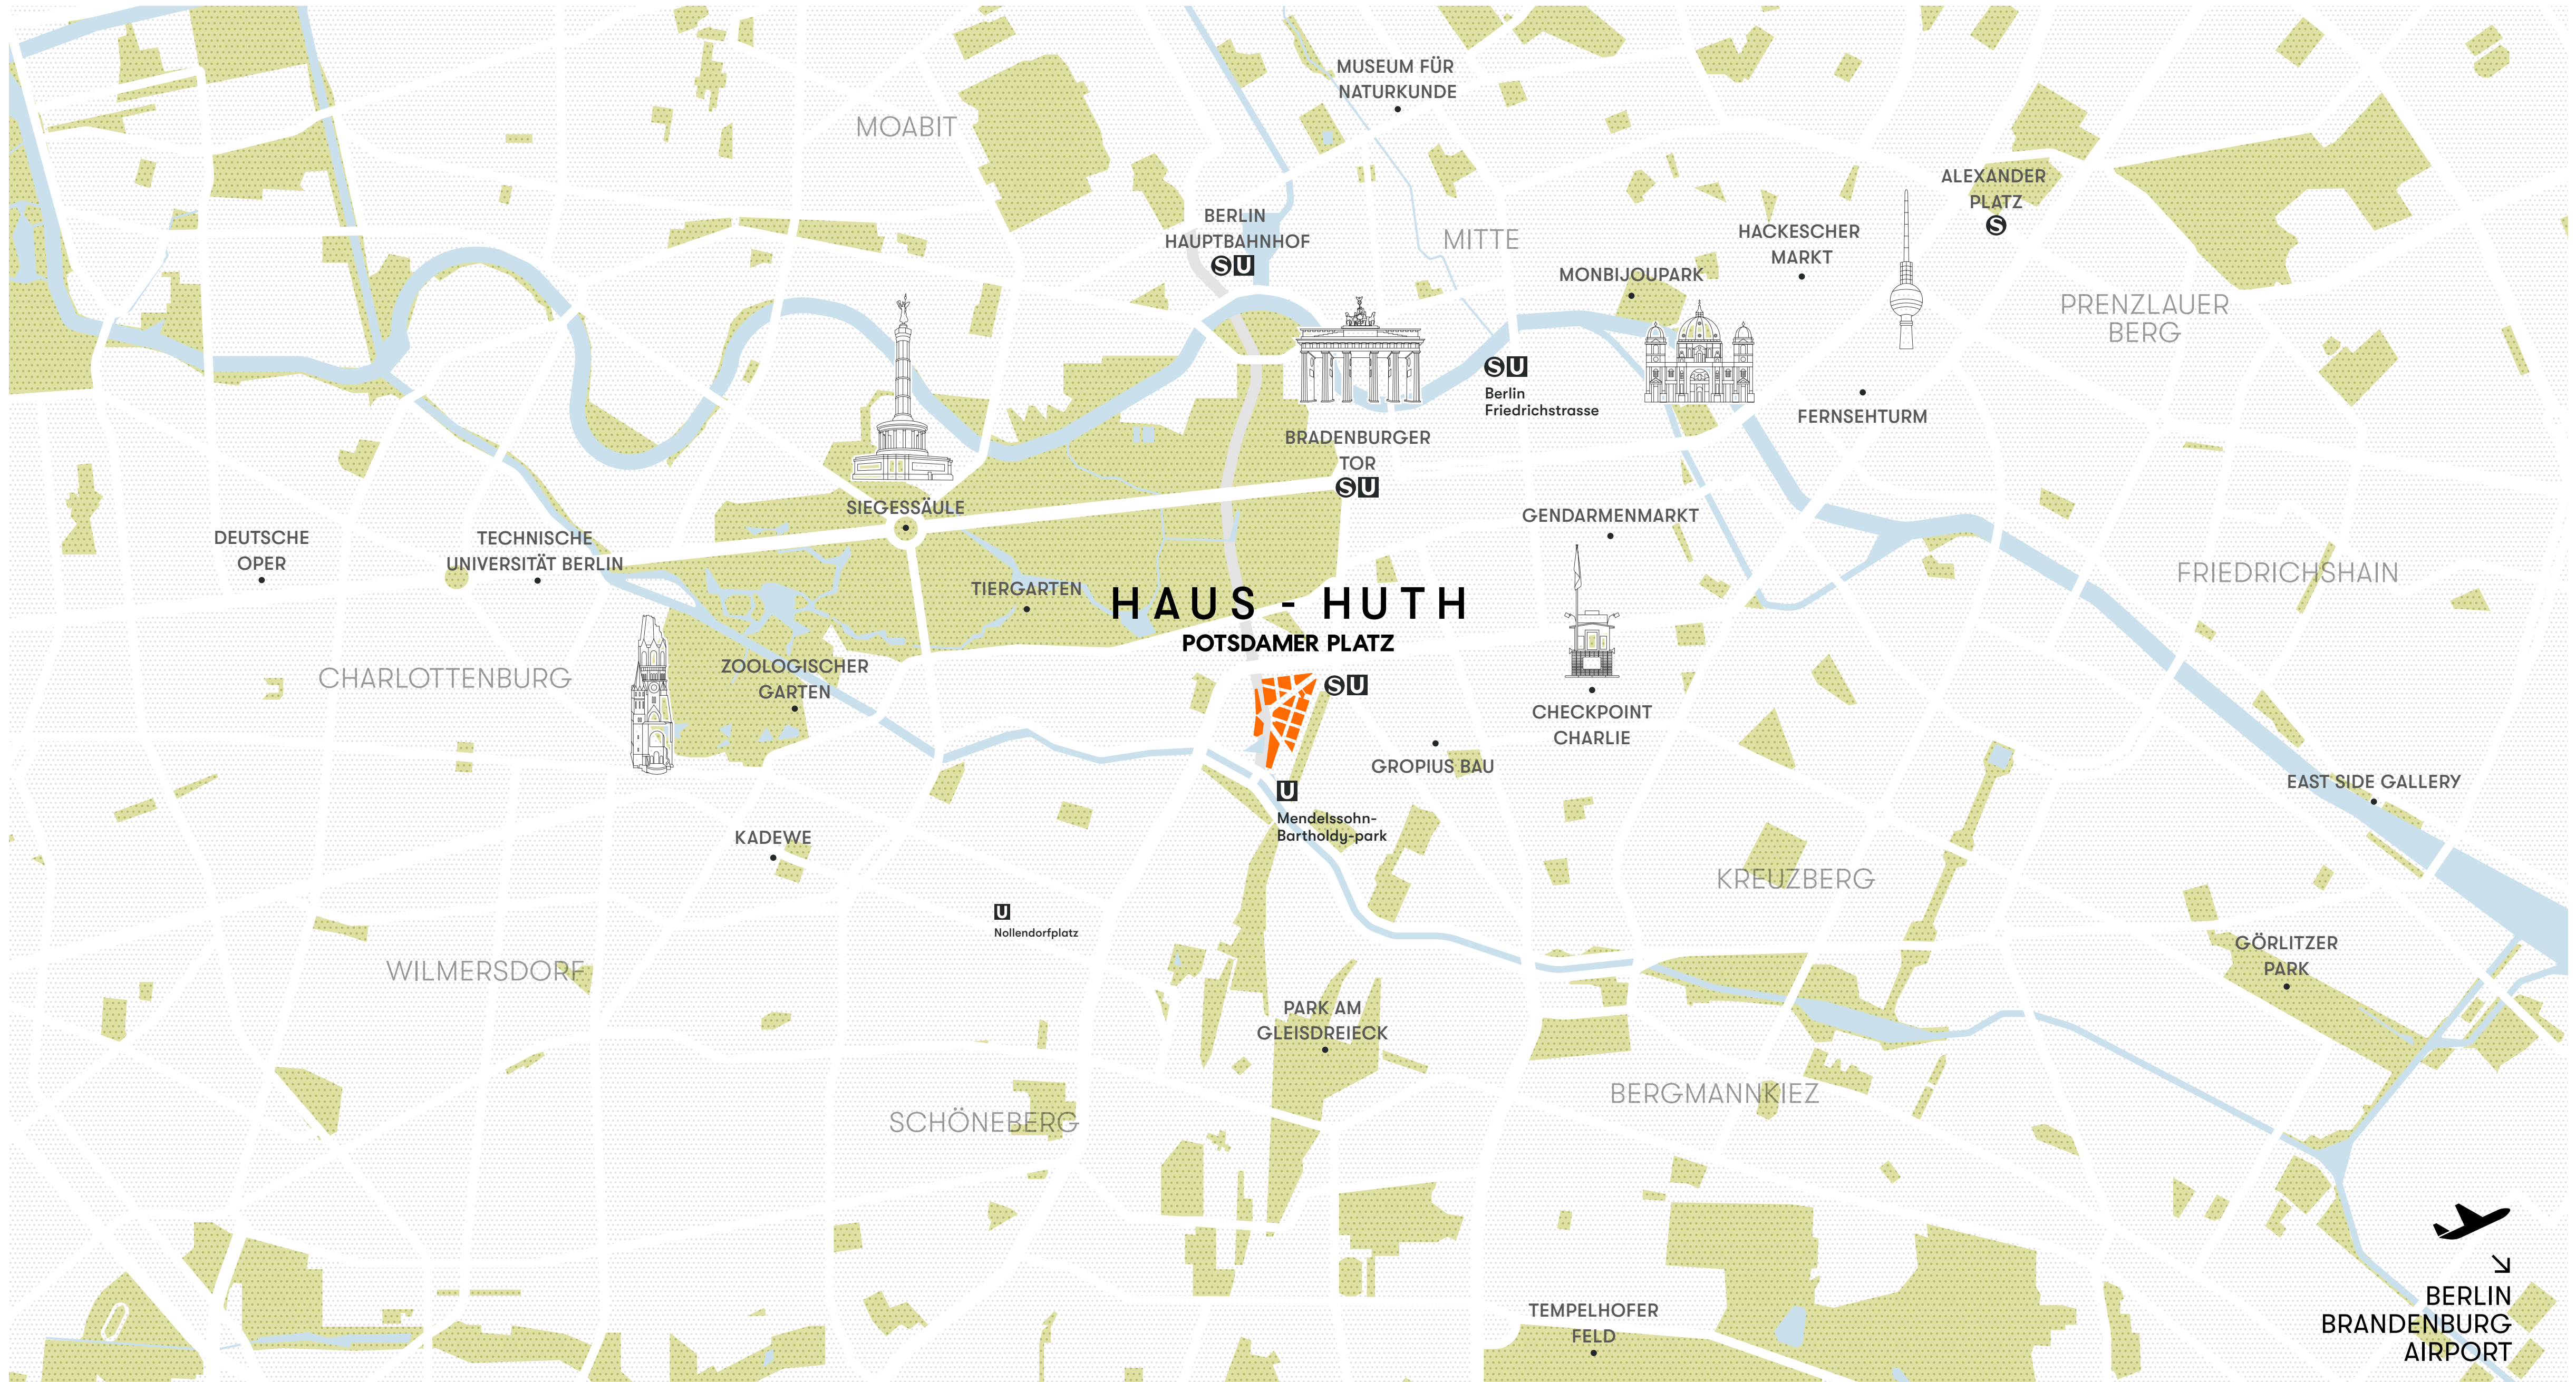 MUSEUM FÜR
NATURKUNDE
MOABIT
ALEXANDER
PLATZ
S
BERLIN
HAUPTBAHNHOF
S U
MITTE
HACKESCHER
MARKT
MONBIJOUPARK
PRENZLAUER
BERG
S U
Berlin
Friedrichstrasse
FERNSEHTURM
BRADENBURGER
TOR
S U
SIEGESSÄULE
GENDARMENMARKT
DEUTSCHE
OPER
TECHNISCHE
UNIVERSITÄT BERLIN
FRIEDRICHSHAIN
TIERGARTEN
HAUS - HUTH
POTSDAMER PLATZ
S U
ZOOLOGISCHER
GARTEN
CHARLOTTENBURG
CHECKPOINT
CHARLIE
GROPIUS BAU
EAST SIDE GALLERY
U
Mendelssohn-
Bartholdy-park
KADEWE
KREUZBERG
U
Nollendorfplatz
GÖRLITZER
PARK
WILMERSDORF
PARK AM
GLEISDREIECK
BERGMANNKIEZ
SCHÖNEBERG
TEMPELHOFER
FELD
BERLIN
BRANDENBURG
AIRPORT